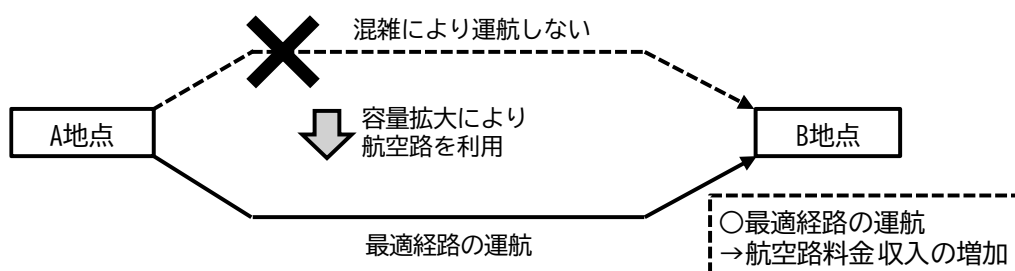 混雑により運航しない
A地点
容量拡大により
航空路を利用
B地点
最適経路の運航
○最適経路の運航
→航空路料金収入の増加